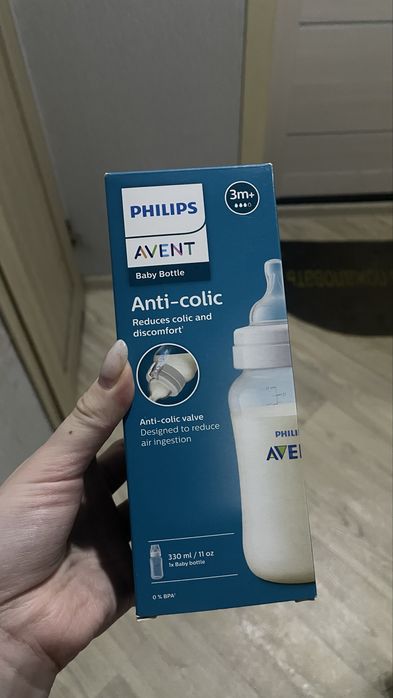 PHILIPS
AVENT
Baby Bottle
3m+
Anti-colic
Reduces colic and
discomfort¹
Anti-colic valve
Designed to reduce
air ingestion
PHILI
AVE
330 ml / 11 oz
1x Baby bottle
0 % BPA²